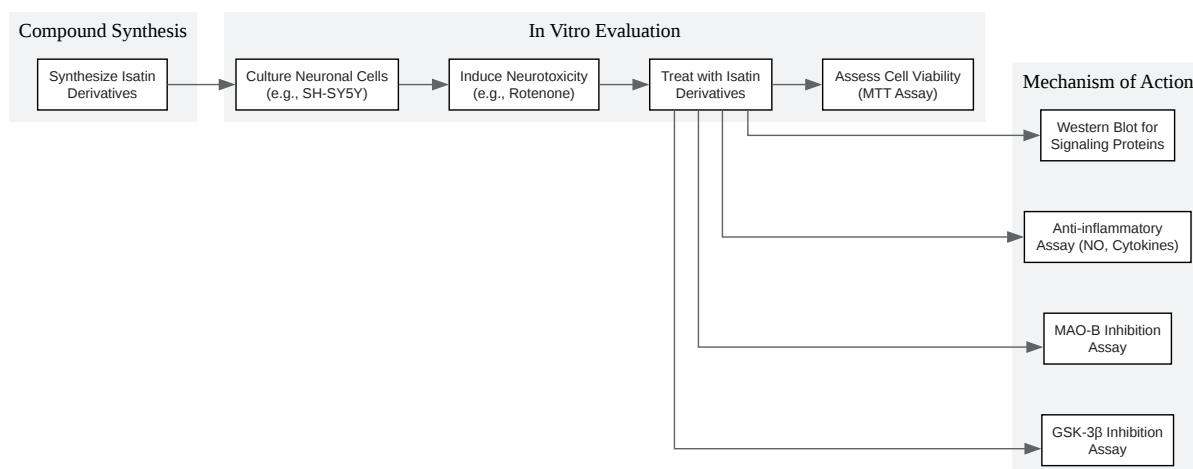 Compound Synthesis
Synthesize Isatin
Derivatives
In Vitro Evaluation
Culture Neuronal Cells
(e.g., SH-SY5Y)
Induce Neurotoxicity
(e.g., Rotenone)
Treat with Isatin
Derivatives
Assess Cell Viability
(MTT Assay)
Mechanism of Action
Western Blot for
Signaling Proteins
Anti-inflammatory
Assay (NO, Cytokines)
MAO-B Inhibition
Assay
GSK-3β Inhibition
Assay